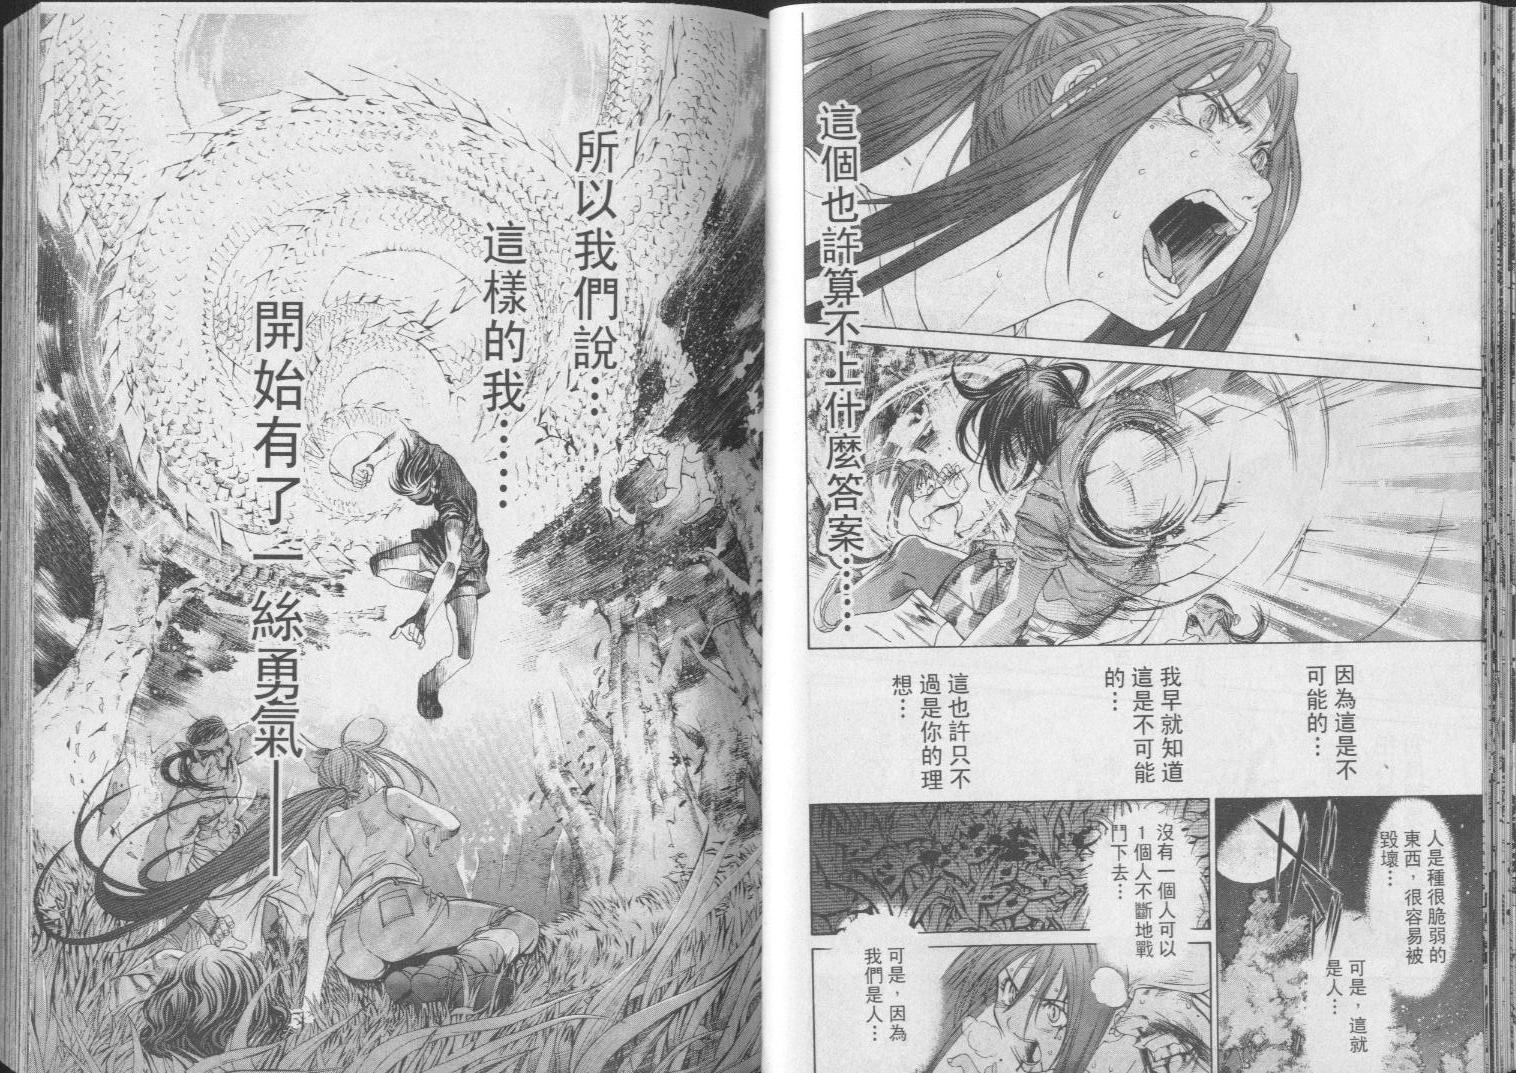 這個也許算不上什麼答案……
因為這是不
可能的…
我早就知道
這是不可能
的…
這也許只不
過是你的理
想…
人是種很脆弱的
東西，很容易被
毀壞…
可是，這就
是人…
沒有一個人可以
1個人不斷地戰
鬥下去…
可是，因為
我們是人…
所以我們說…
這樣的我……
開始有了一絲勇氣——